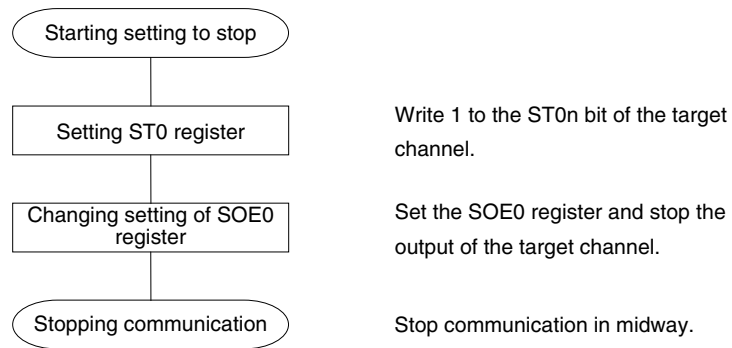 Starting setting to stop
Setting ST0 register
Write 1 to the ST0n bit of the target
channel.
Changing setting of SOE0
register
Set the SOE0 register and stop the
output of the target channel.
Stopping communication
Stop communication in midway.